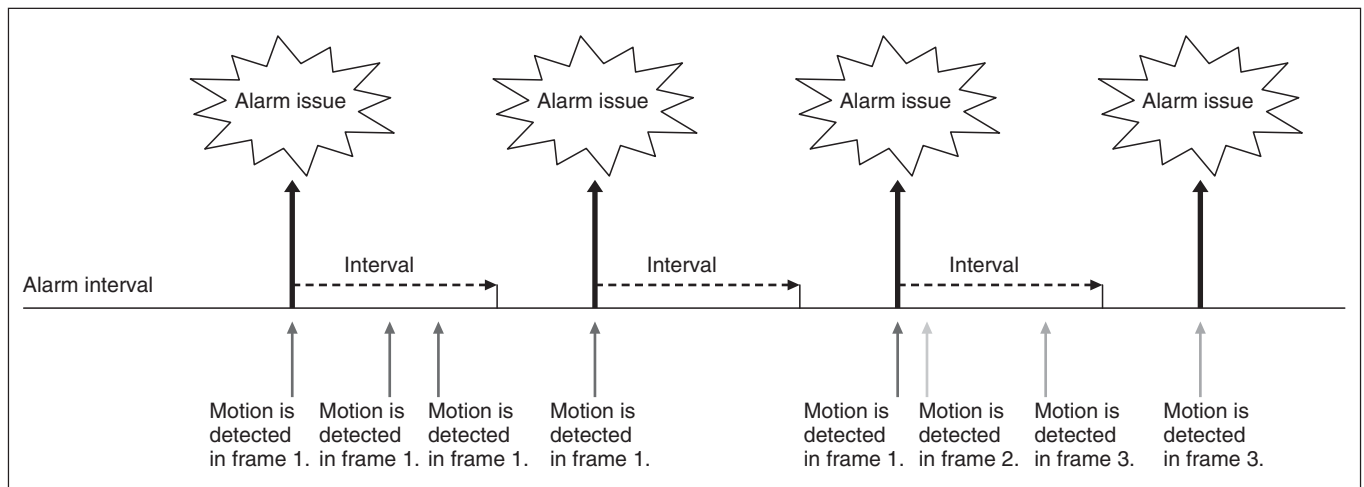 Alarm issue
Alarm issue
Alarm issue
Alarm issue
Interval
Interval
Interval
Alarm interval
Motion is
detected
in frame 1.
Motion is
detected
in frame 1.
Motion is
detected
in frame 1.
Motion is
detected
in frame 1.
Motion is
detected
in frame 1.
Motion is
detected
in frame 2.
Motion is
detected
in frame 3.
Motion is
detected
in frame 3.